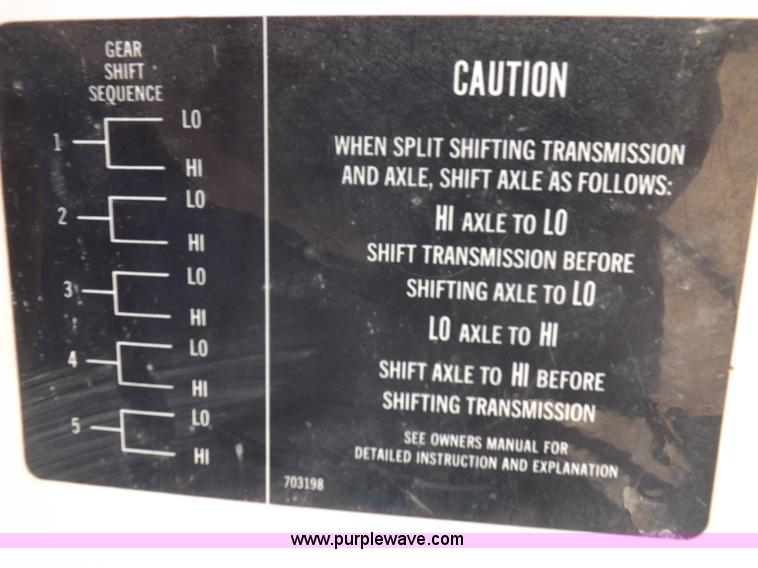 GEAR
SHIFT
SEQUENCE
1
LO
HI
2
LO
HI
3
LO
HI
4
LO
HI
5
LO
HI
CAUTION
WHEN SPLIT SHIFTING TRANSMISSION
AND AXLE, SHIFT AXLE AS FOLLOWS:
HI AXLE TO LO
SHIFT TRANSMISSION BEFORE
SHIFTING AXLE TO LO
LO AXLE TO HI
SHIFT AXLE TO HI BEFORE
SHIFTING TRANSMISSION
SEE OWNERS MANUAL FOR
DETAILED INSTRUCTION AND EXPLANATION
703198
www.purplewave.com